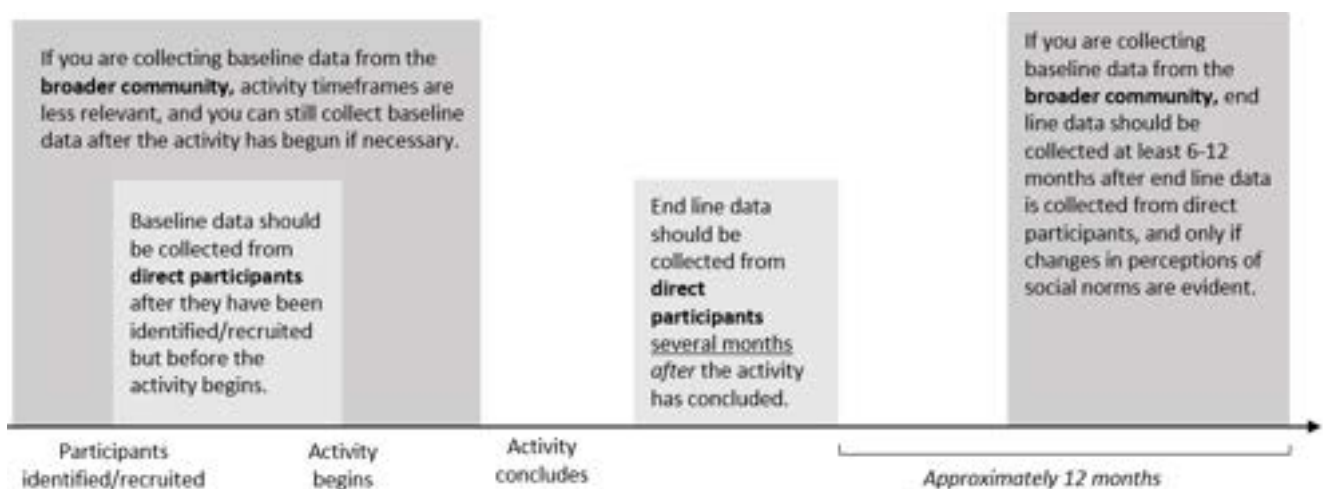 If you are collecting baseline data from the
broader community, activity timeframes are
less relevant, and you can still collect baseline
data after the activity has begun if necessary.
Baseline data should
be collected from
direct participants
after they have been
identified/recruited
but before the
activity begins.
End line data
should be
collected from
direct
participants
several months
after the activity
has concluded.
If you are collecting
baseline data from the
broader community, end
line data should be
collected at least 6-12
months after end line data
is collected from direct
participants, and only if
changes in perceptions of
social norms are evident.
Participants
identified/recruited
Activity
begins
Activity
concludes
Approximately 12 months